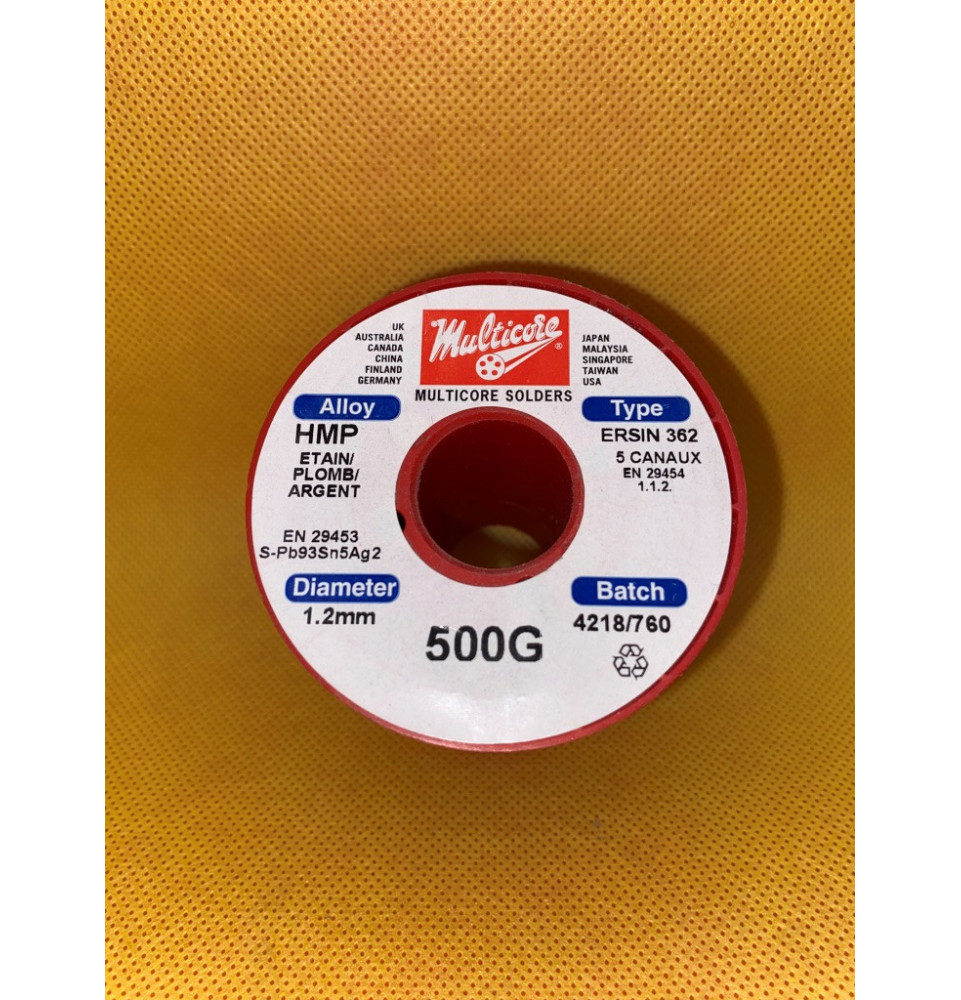 Multicore
®
MULTICORE SOLDERS
UK
AUSTRALIA
CANADA
CHINA
FINLAND
GERMANY
JAPAN
MALAYSIA
SINGAPORE
TAIWAN
USA
Alloy
HMP
ETAIN/
PLOMB/
ARGENT
EN 29453
S-Pb93Sn5Ag2
Type
ERSIN 362
5 CANAUX
EN 29454
1.1.2.
Diameter
1.2mm
500G
Batch
4218/760